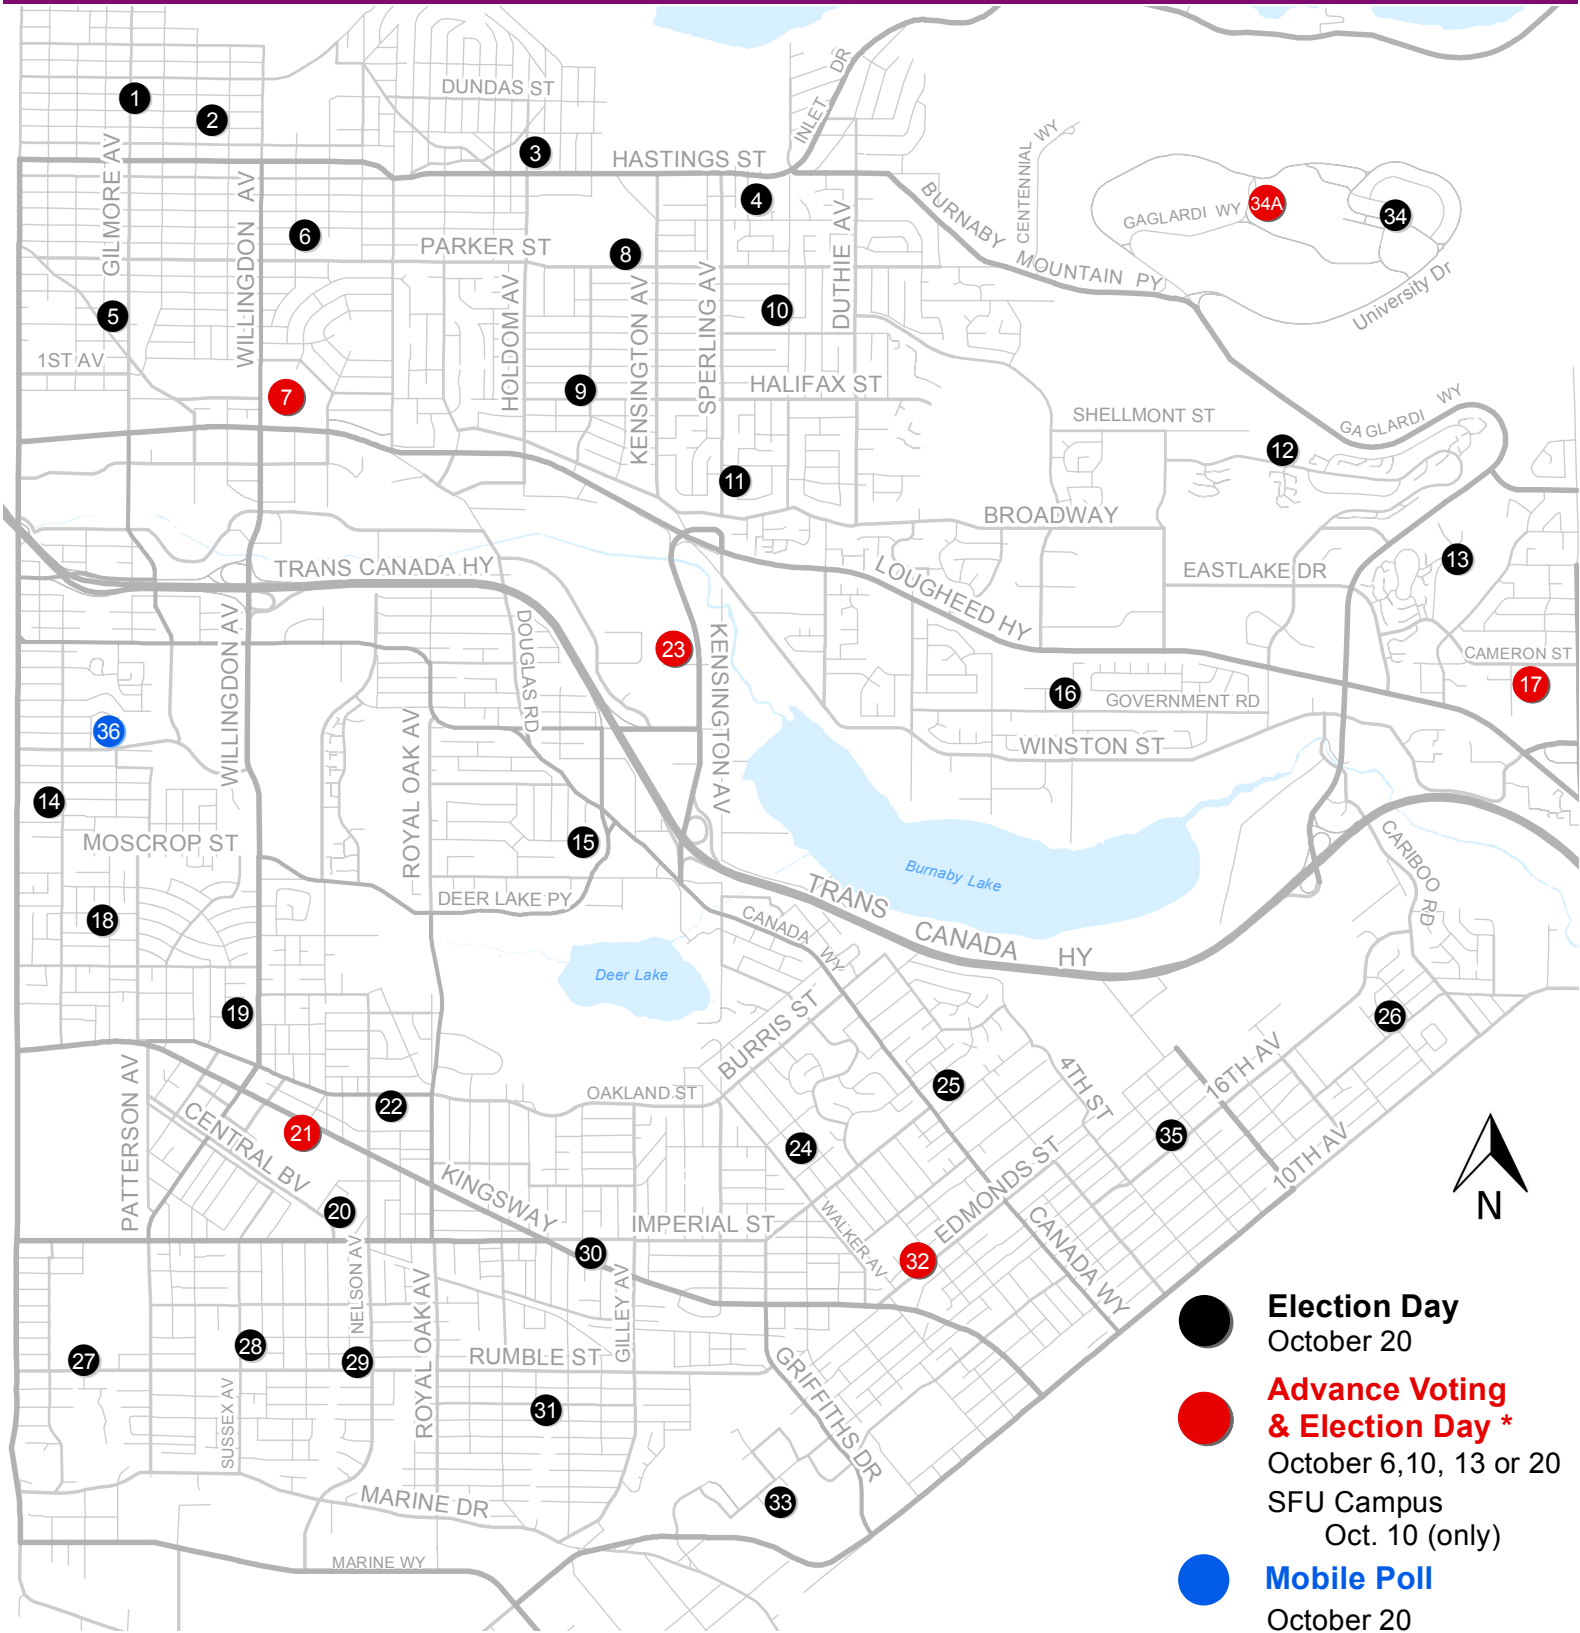 DUNDAS ST
INLET DR
1
2
3
HASTINGS ST
CENTENNIAL WY
GILMORE AV
WILLINGDON AV
4
BURNABY MOUNTAIN PY
GAGLARDI WY
34A
34
6
PARKER ST
8
DUTHIE AV
University Dr
5
HOLDOM AV
KENSINGTON AV
SPERLING AV
10
1ST AV
7
9
HALIFAX ST
SHELLMONT ST
GAGLARDI WY
12
11
BROADWAY
TRANS CANADA HY
LOUGHEED HY
EASTLAKE DR
13
WILLINGDON AV
DOUGLAS RD
23
KENSINGTON AV
CAMERON ST
17
16
GOVERNMENT RD
36
ROYAL OAK AV
WINSTON ST
14
MOSCROP ST
15
CARIBOO RD
Burnaby Lake
DEER LAKE PY
TRANS CANADA HY
18
CANADA WY
Deer Lake
19
BURRIS ST
26
PATTERSON AV
OAKLAND ST
25
4TH ST
16TH AV
22
CENTRAL BV
21
24
35
10TH AV
KINGSWAY
EDMONDS ST
N
20
IMPERIAL ST
WALKER AV
CANADA WY
30
32
NELSON AV
ROYAL OAK AV
GILLEY AV
27
28
29
RUMBLE ST
GRIFFITHS DR
SUSSEX AV
31
MARINE DR
33
MARINE WY
Election Day
October 20
Advance Voting
& Election Day *
October 6,10, 13 or 20
SFU Campus
Oct. 10 (only)
Mobile Poll
October 20